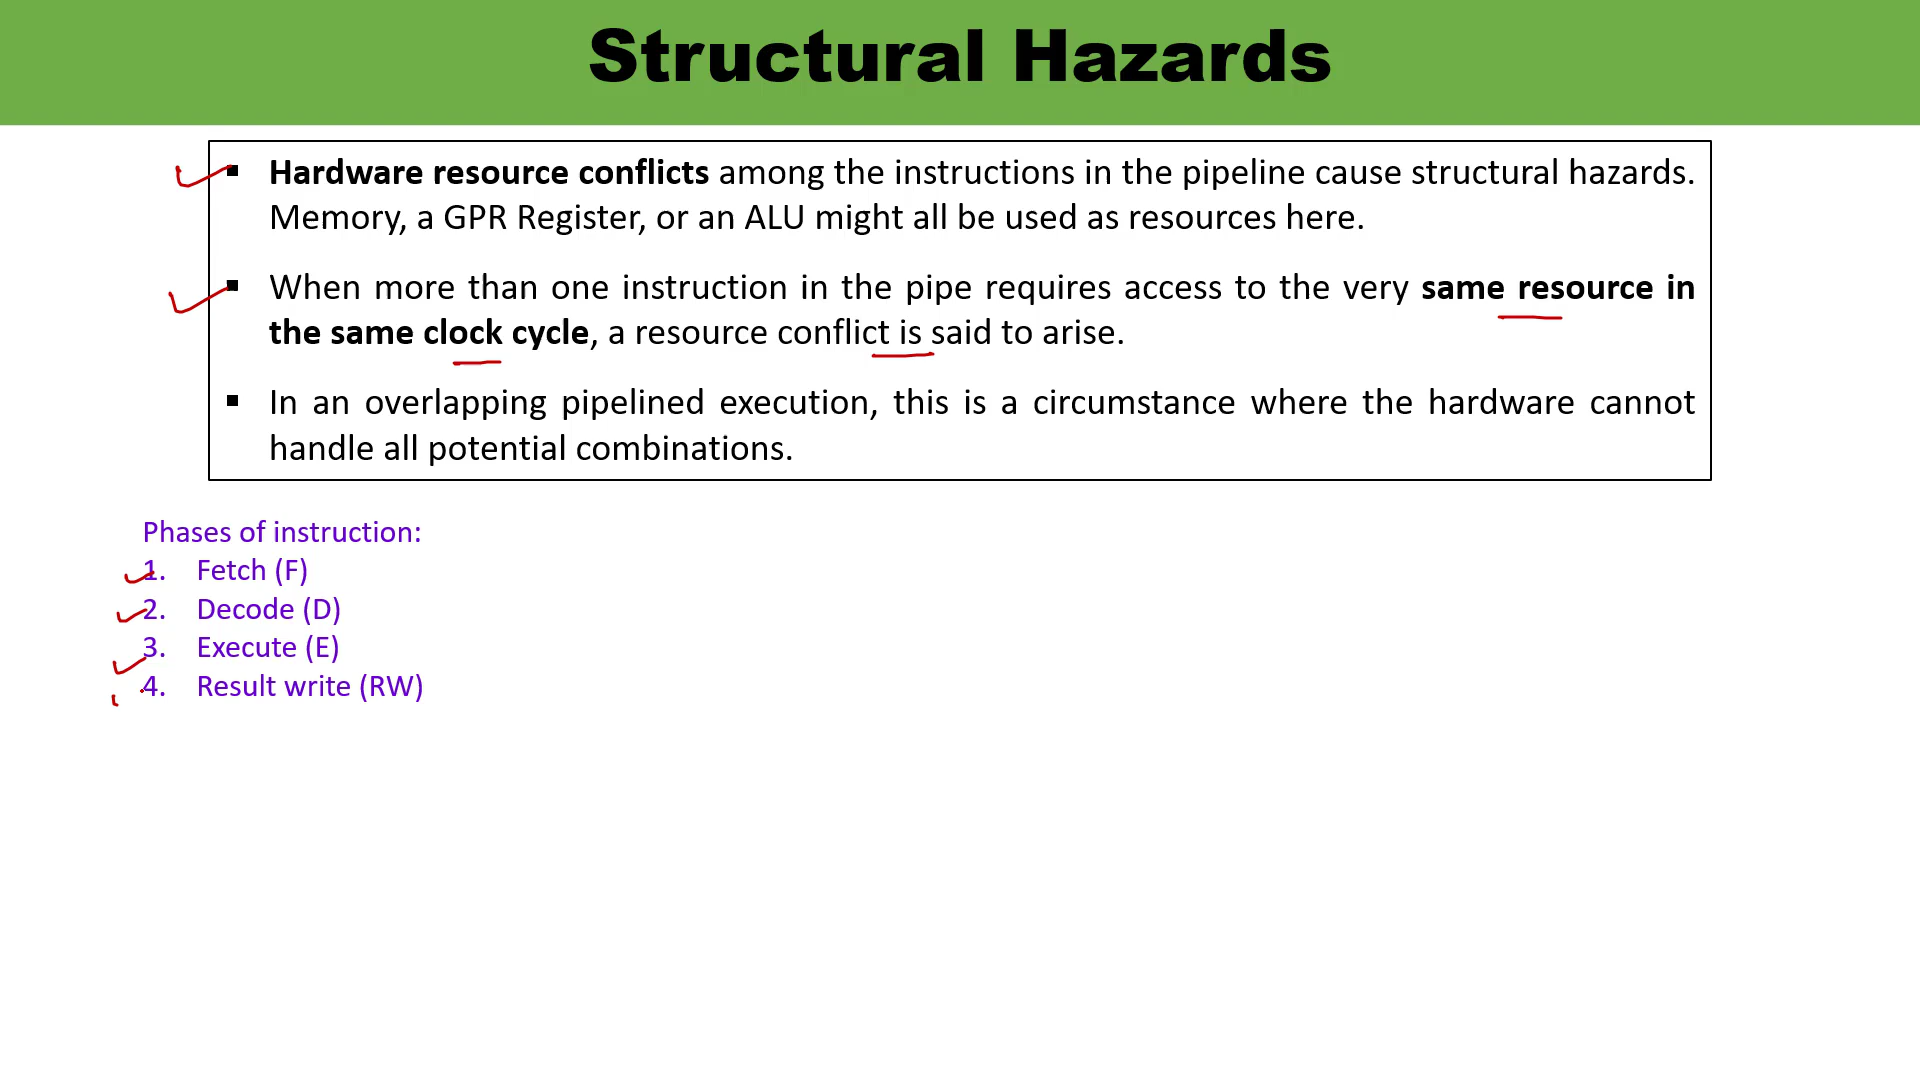 Structural Hazards
▪ Hardware resource conflicts among the instructions in the pipeline cause structural hazards.
Memory, a GPR Register, or an ALU might all be used as resources here.
▪ When more than one instruction in the pipe requires access to the very same resource in
the same clock cycle, a resource conflict is said to arise.
▪ In an overlapping pipelined execution, this is a circumstance where the hardware cannot
handle all potential combinations.
Phases of instruction:
1. Fetch (F)
2. Decode (D)
3. Execute (E)
4. Result write (RW)